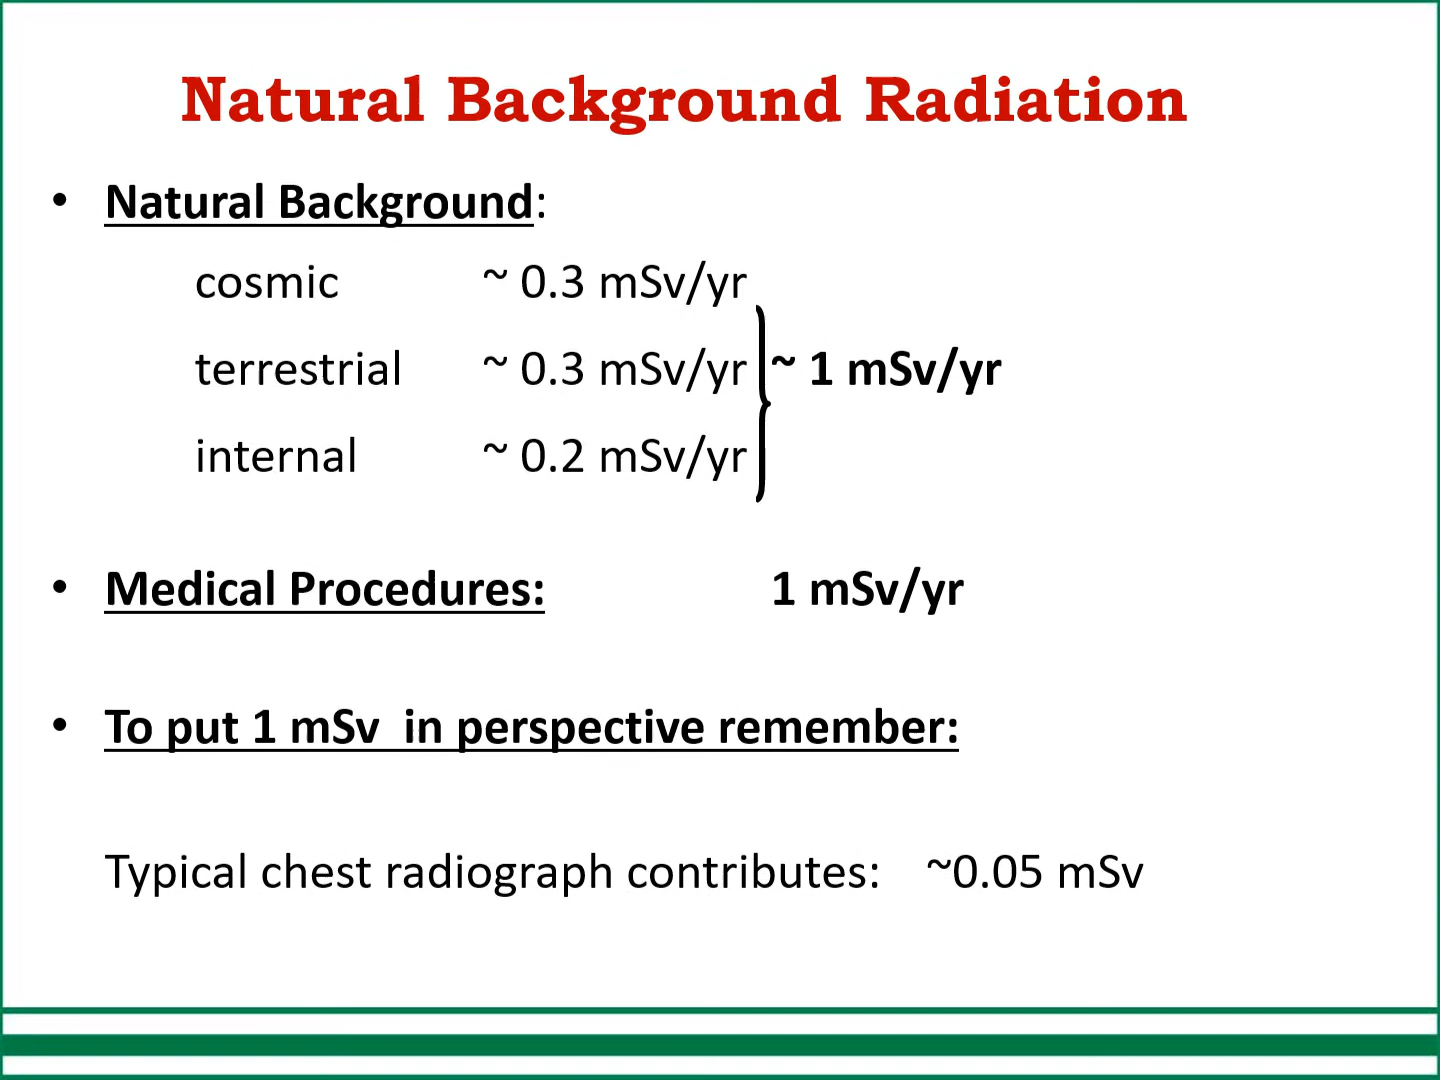 Natural Background Radiation
• Natural Background:
cosmic ~ 0.3 mSv/yr
terrestrial ~ 0.3 mSv/yr ~ 1 mSv/yr
internal ~ 0.2 mSv/yr
• Medical Procedures: 1 mSv/yr
• To put 1 mSv in perspective remember:
Typical chest radiograph contributes: ~0.05 mSv